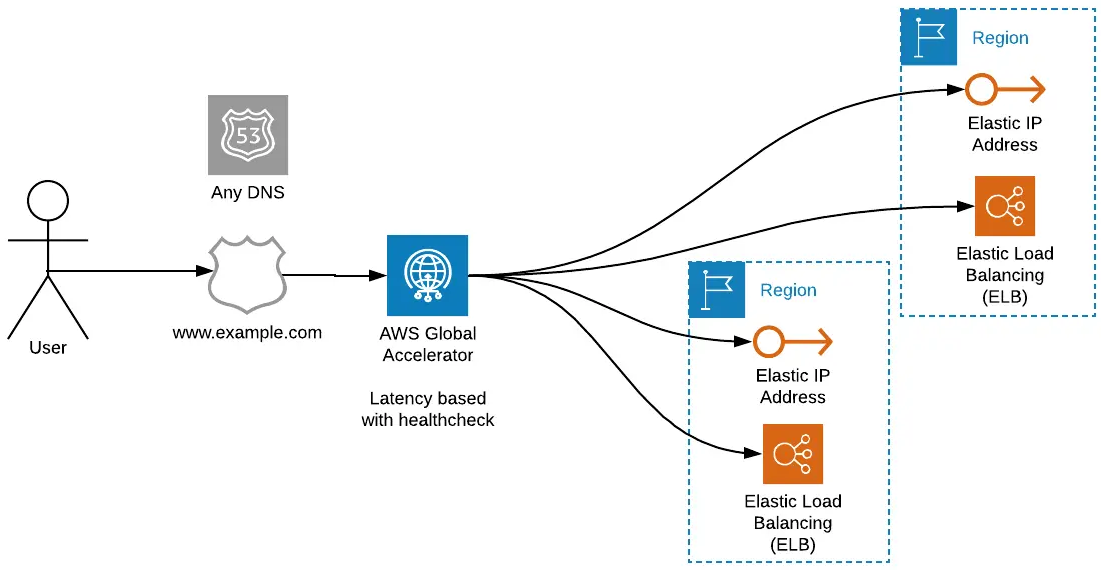 Region
Elastic IP
Address
53
Any DNS
Elastic Load
Balancing
(ELB)
Region
www.example.com
AWS Global
Accelerator
User
Elastic IP
Address
Latency based
with healthcheck
Elastic Load
Balancing
(ELB)